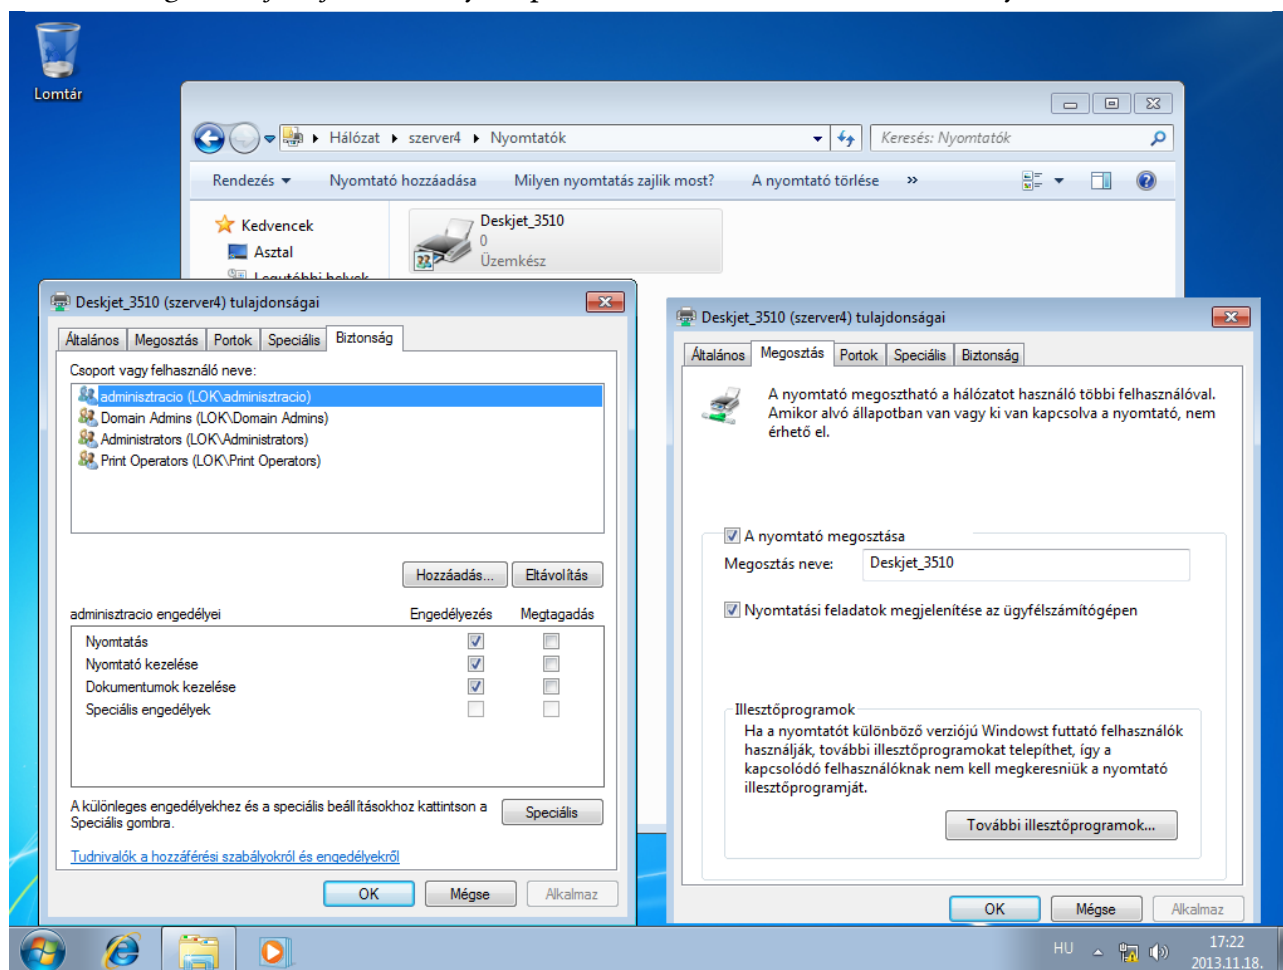 Lomtár
Hálózat
szerver4
Nyomtatók
Keresés: Nyomtatók
Rendezés
Nyomtató hozzáadása
Milyen nyomtatás zajlik most?
A nyomtató törlése
»
Kedvencek
Asztal
Deskjet_3510
0
Üzemkész
Deskjet_3510 (szerver4) tulajdonságai
Általános
Megosztás
Portok
Speciális
Biztonság
Csoport vagy felhasználó neve:
adminisztracio (LOK\adminisztracio)
Domain Admins (LOK\Domain Admins)
Administrators (LOK\Administrators)
Print Operators (LOK\Print Operators)
Hozzáadás...
Eltávolítás
adminisztracio engedélyei
Engedélyezés
Megtagadás
Nyomtatás
Nyomtató kezelése
Dokumentumok kezelése
Speciális engedélyek
A különleges engedélyekhez és a speciális beállításokhoz kattintson a
Speciális gombra.
Speciális
Tudnivalók a hozzáférési szabályokról és engedélyekről
OK
Mégse
Alkalmaz
Deskjet_3510 (szerver4) tulajdonságai
Általános
Megosztás
Portok
Speciális
Biztonság
A nyomtató megosztható a hálózatot használó többi felhasználóval.
Amikor alvó állapotban van vagy ki van kapcsolva a nyomtató, nem
érhető el.
A nyomtató megosztása
Megosztás neve:
Deskjet_3510
Nyomtatási feladatok megjelenítése az ügyfélszámítógépen
Illesztőprogramok
Ha a nyomtatót különböző verziójú Windowst futtató felhasználók
használják, további illesztőprogramokat telepíthet, így a
kapcsolódó felhasználóknak nem kell megkeresniük a nyomtató
illesztőprogramját.
További illesztőprogramok...
OK
Mégse
Alkalmaz
HU
17:22
2013.11.18.